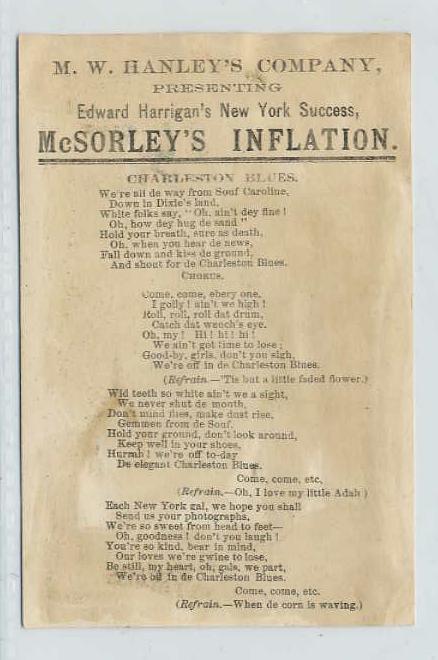 M. W. HANLEY'S COMPANY,
PRESENTING
Edward Harrigan's New York Success,
McSORLEY'S INFLATION.
CHARLESTON BLUES.
We're all de way from Souf Caroline,
Down in Dixie's land,
White folks say, "Oh, ain't dey fine!
Oh, how dey hug de sand"
Hold your breath, sure as death,
Oh, when you hear de news,
Fall down and kiss de ground,
And shout for de Charleston Blues.
CHORUS.
Come, come, ebery one,
I golly! ain't we high!
Roll, roll, roll dat drum,
Catch dat wench's eye.
Oh, my! Hi! hi! hi!
We ain't got time to lose;
Good-by, girls, don't you sigh,
We're off in de Charleston Blues.
(Refrain.—'Tis but a little faded flower.)
Wid teeth so white ain't we a sight,
We never shut de mouth,
Don't mind flies, make dust rise,
Gemmen from de Souf.
Hold your ground, don't look around,
Keep well in your shoes,
Hurrah! we're off to-day
De elegant Charleston Blues.
Come, come, etc,
(Refrain.—Oh, I love my little Adah)
Each New York gal, we hope you shall
Send us your photographs,
We're so sweet from head to feet—
Oh, goodness! don't you laugh!
You're so kind, bear in mind,
Our loves we're gwine to lose,
Be still, my heart, oh, gals, we part,
We're off in de Charleston Blues.
Come, come, etc.
(Refrain.—When de corn is waving.)